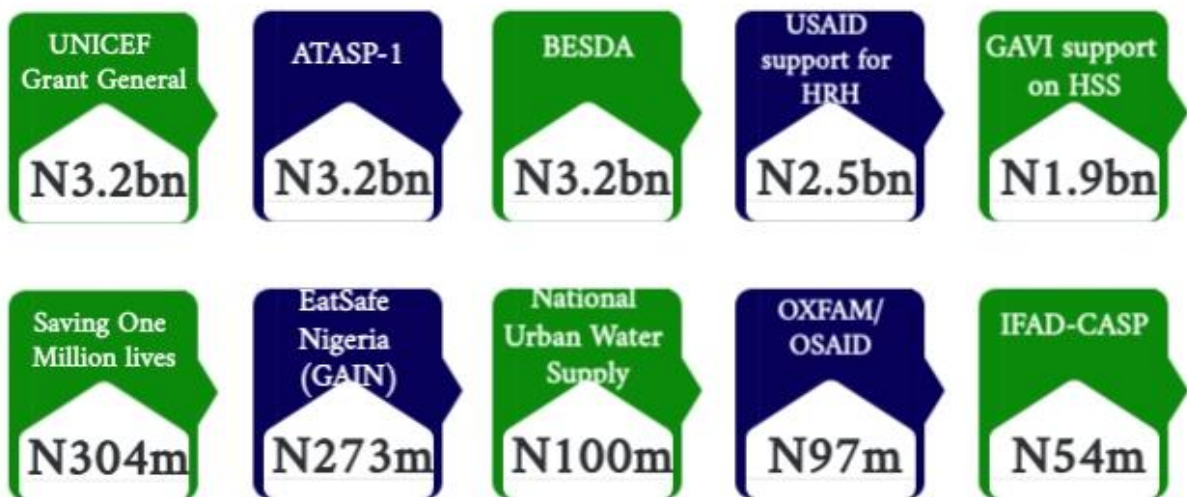 UNICEF
Grant General
N3.2bn
ATASP-1
N3.2bn
BESDA
N3.2bn
USAID
support for
HRH
N2.5bn
GAVI support
on HSS
N1.9bn
Saving One
Million lives
N304m
EatSafe
Nigeria
(GAIN)
N273m
National
Urban Water
Supply
N100m
OXFAM/
OSAID
N97m
IFAD-CASP
N54m